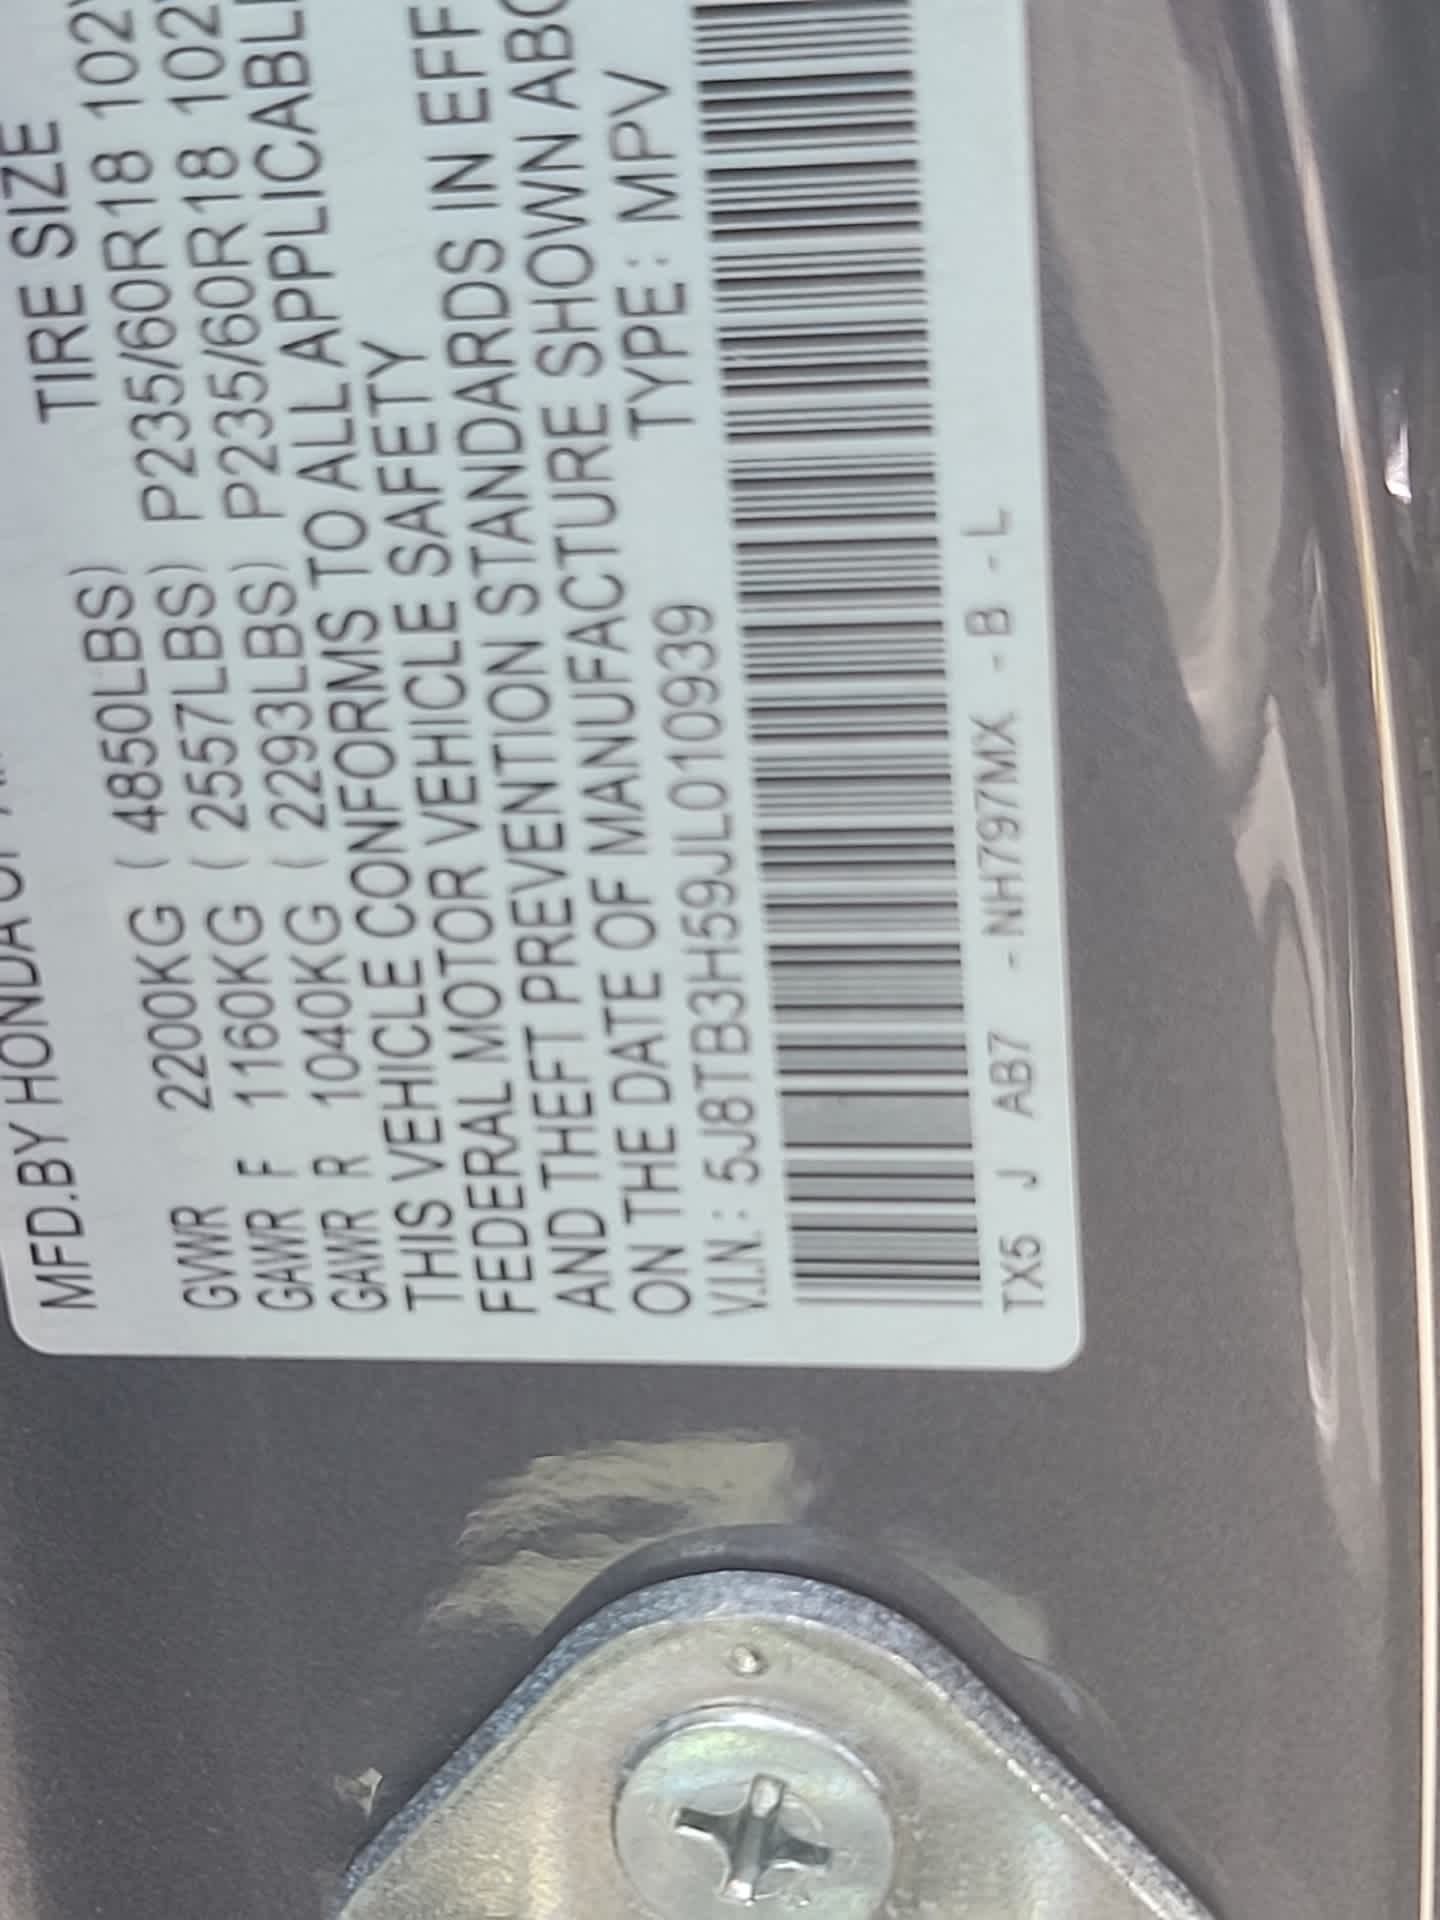 MFD.BY HONDA OF
TIRE SIZE
GVWR 2200KG ( 4850LBS)
GAWR F 1160KG ( 2557LBS) P235/60R18 102
GAWR R 1040KG ( 2293LBS) P235/60R18 102
THIS VEHICLE CONFORMS TO ALL APPLICABLE
FEDERAL MOTOR VEHICLE SAFETY
AND THEFT PREVENTION STANDARDS IN EFF
ON THE DATE OF MANUFACTURE SHOWN ABO
V.I.N.: 5J8TB3H59JL010939 TYPE: MPV
TX5 J AB7 -NH797MX -B -L